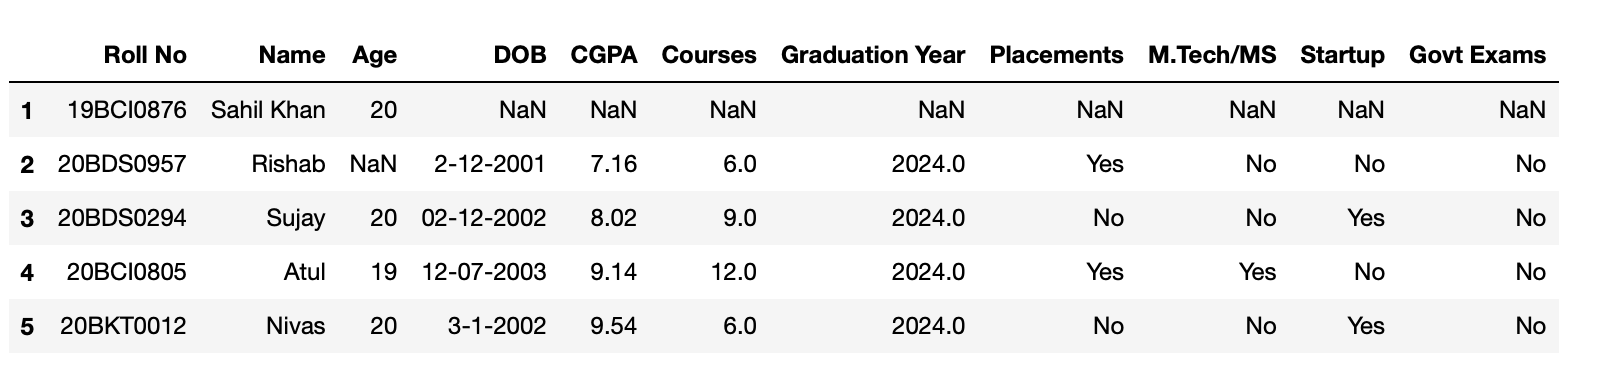 Roll No Name Age DOB CGPA Courses Graduation Year Placements M.Tech/MS Startup Govt Exams
1 19BCI0876 Sahil Khan 20 NaN NaN NaN NaN NaN NaN NaN NaN
2 20BDS0957 Rishab NaN 2-12-2001 7.16 6.0 2024.0 Yes No No No
3 20BDS0294 Sujay 20 02-12-2002 8.02 9.0 2024.0 No No Yes No
4 20BCI0805 Atul 19 12-07-2003 9.14 12.0 2024.0 Yes Yes No No
5 20BKT0012 Nivas 20 3-1-2002 9.54 6.0 2024.0 No No Yes No